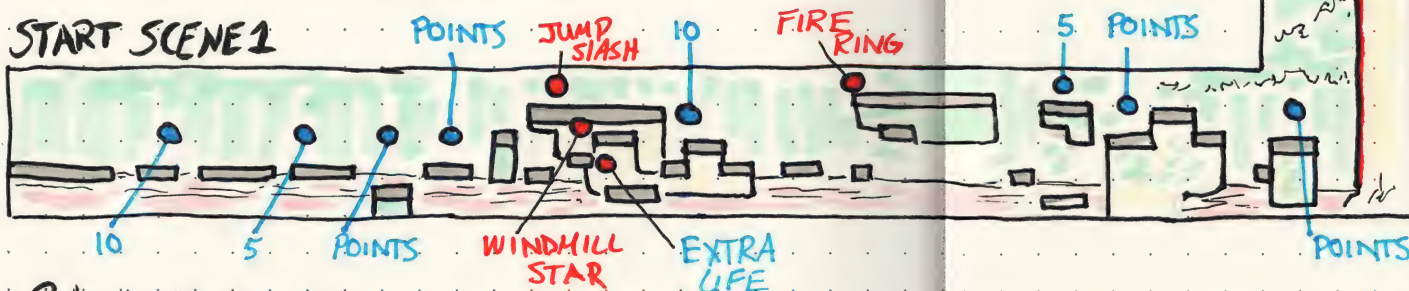 START SCENE 1
POINTS
JUMP
SLASH
10
FIRE
RING
5
POINTS
10
5
POINTS
WINDMILL
STAR
EXTRA
LIFE
POINTS